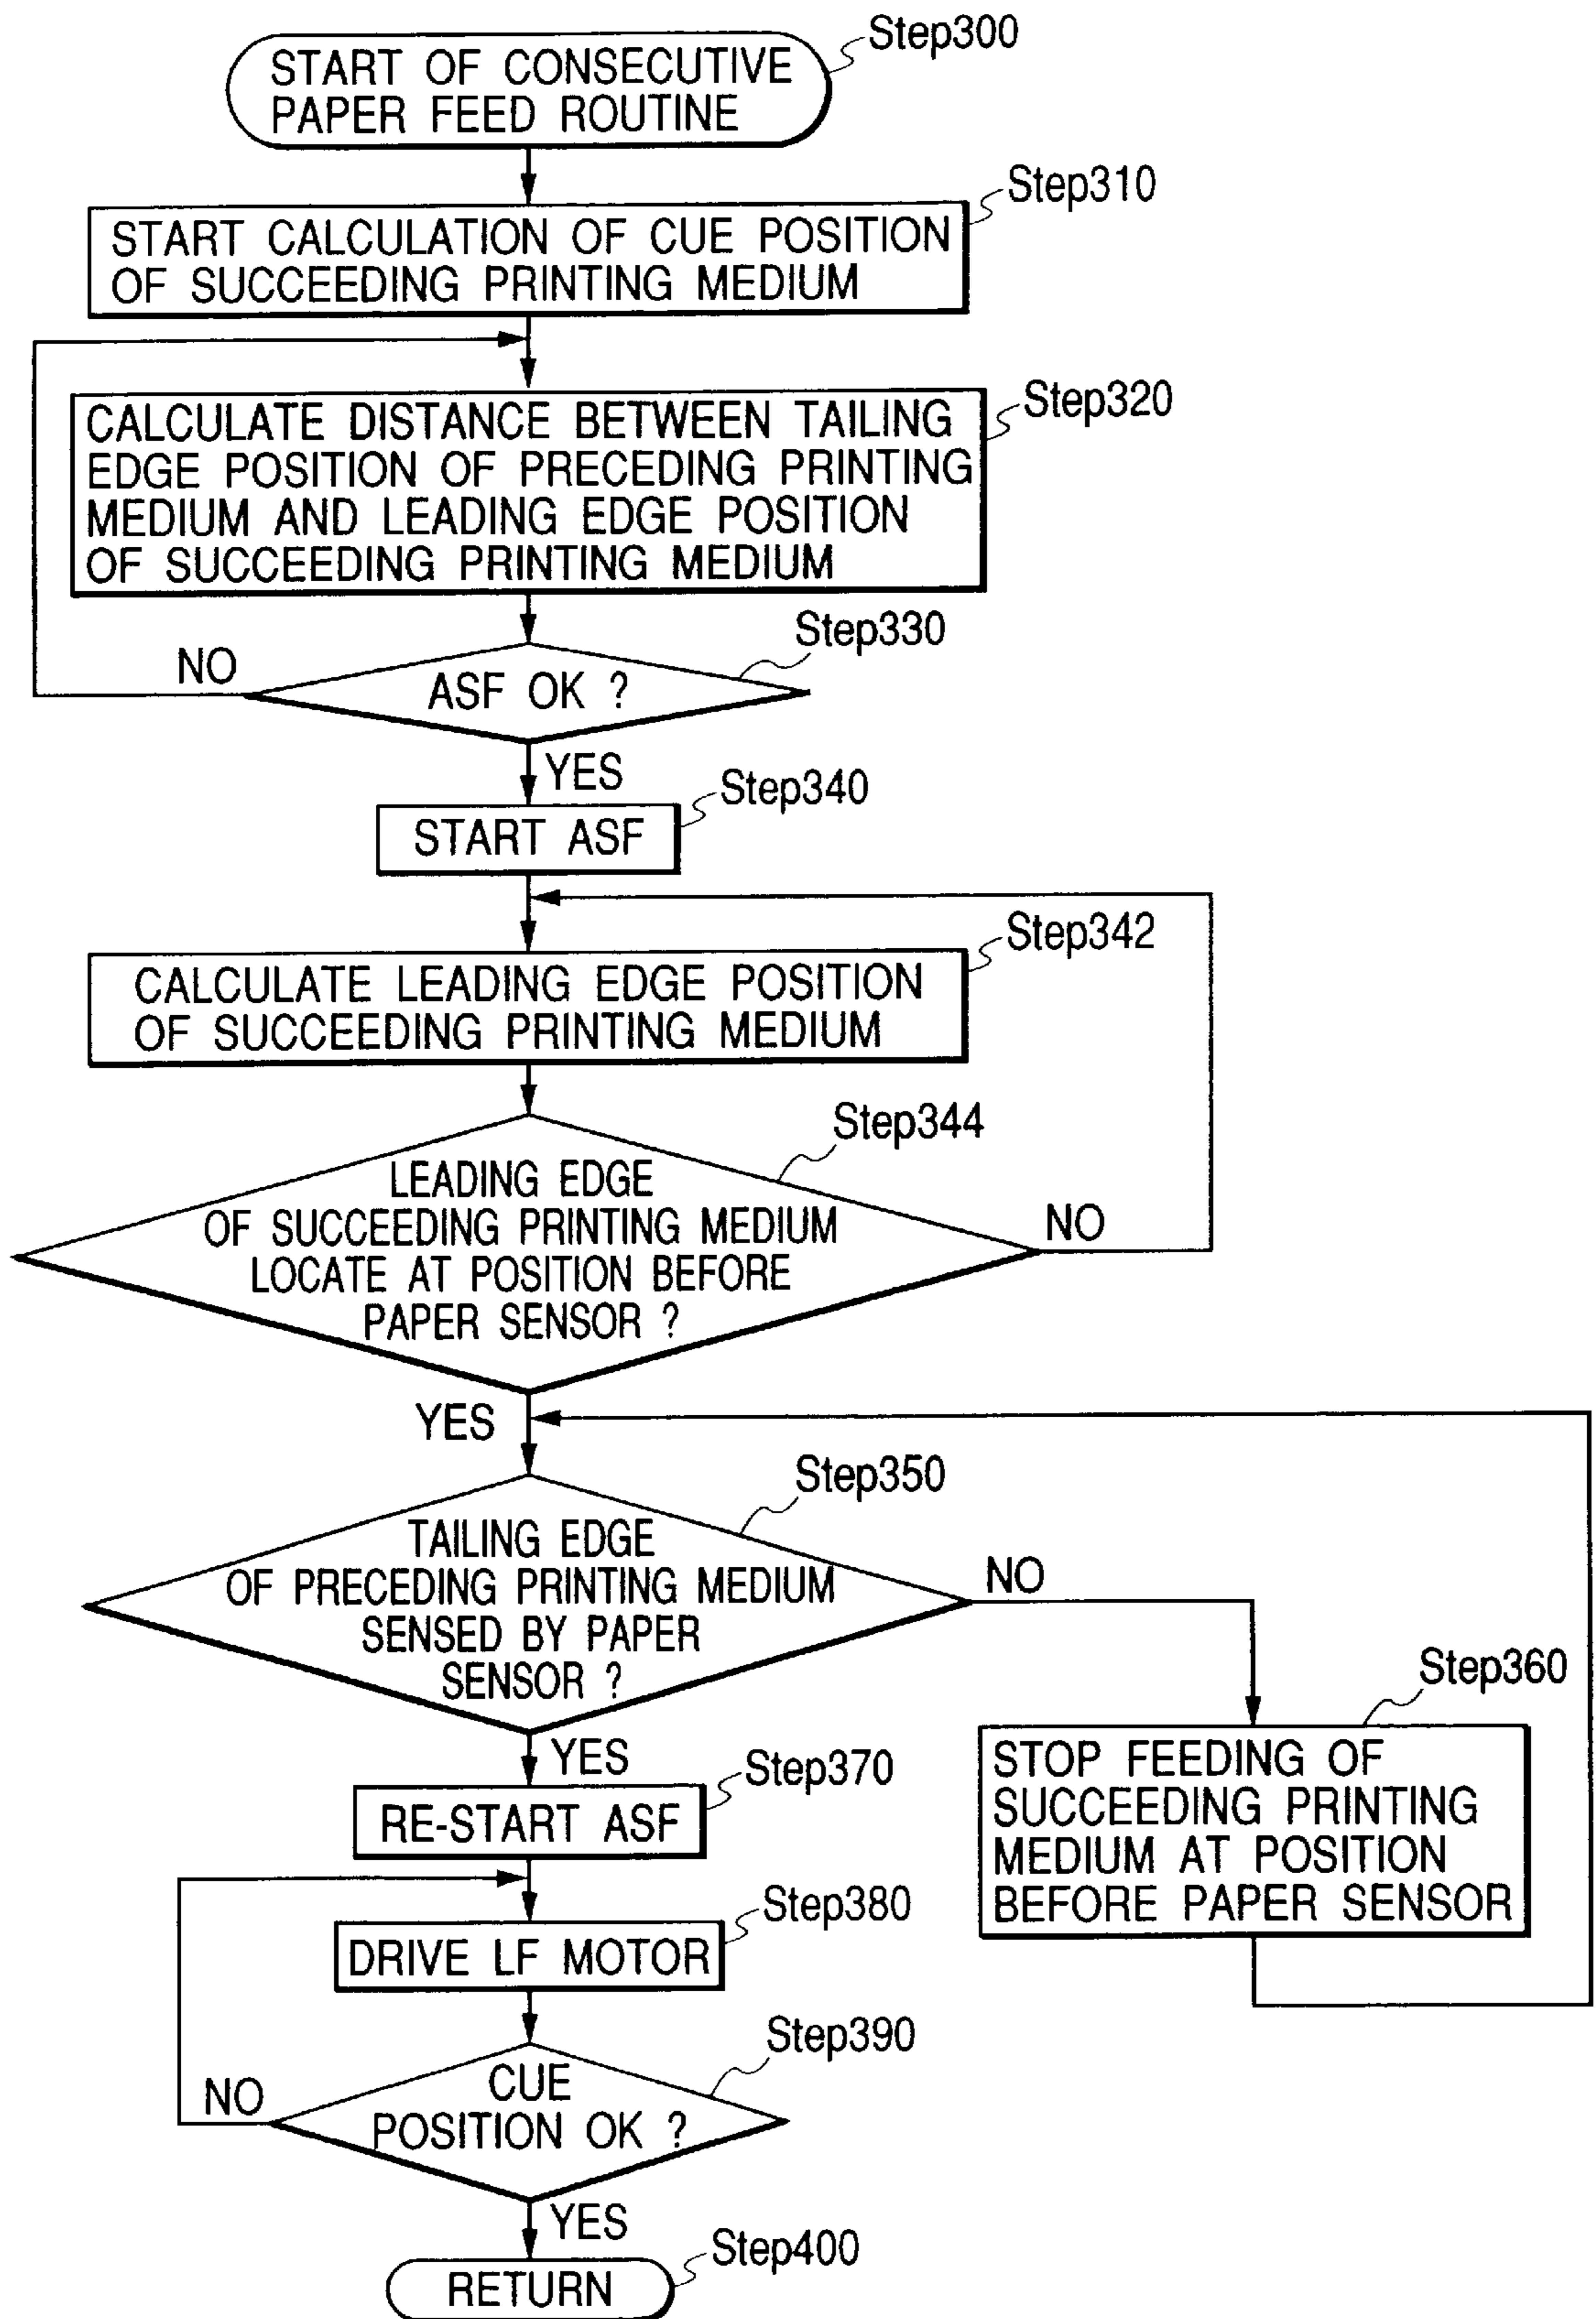 Step300
START OF CONSECUTIVE
PAPER FEED ROUTINE
Step310
START CALCULATION OF CUE POSITION
OF SUCCEEDING PRINTING MEDIUM
Step320
CALCULATE DISTANCE BETWEEN TAILING
EDGE POSITION OF PRECEDING PRINTING
MEDIUM AND LEADING EDGE POSITION
OF SUCCEEDING PRINTING MEDIUM
Step330
NO
ASF OK ?
YES
Step340
START ASF
Step342
CALCULATE LEADING EDGE POSITION
OF SUCCEEDING PRINTING MEDIUM
Step344
LEADING EDGE
OF SUCCEEDING PRINTING MEDIUM
LOCATE AT POSITION BEFORE
PAPER SENSOR ?
NO
YES
Step350
TAILING EDGE
OF PRECEDING PRINTING MEDIUM
SENSED BY PAPER
SENSOR ?
NO
Step360
STOP FEEDING OF
SUCCEEDING PRINTING
MEDIUM AT POSITION
BEFORE PAPER SENSOR
YES
Step370
RE-START ASF
Step380
DRIVE LF MOTOR
Step390
CUE
POSITION OK ?
NO
YES
Step400
RETURN